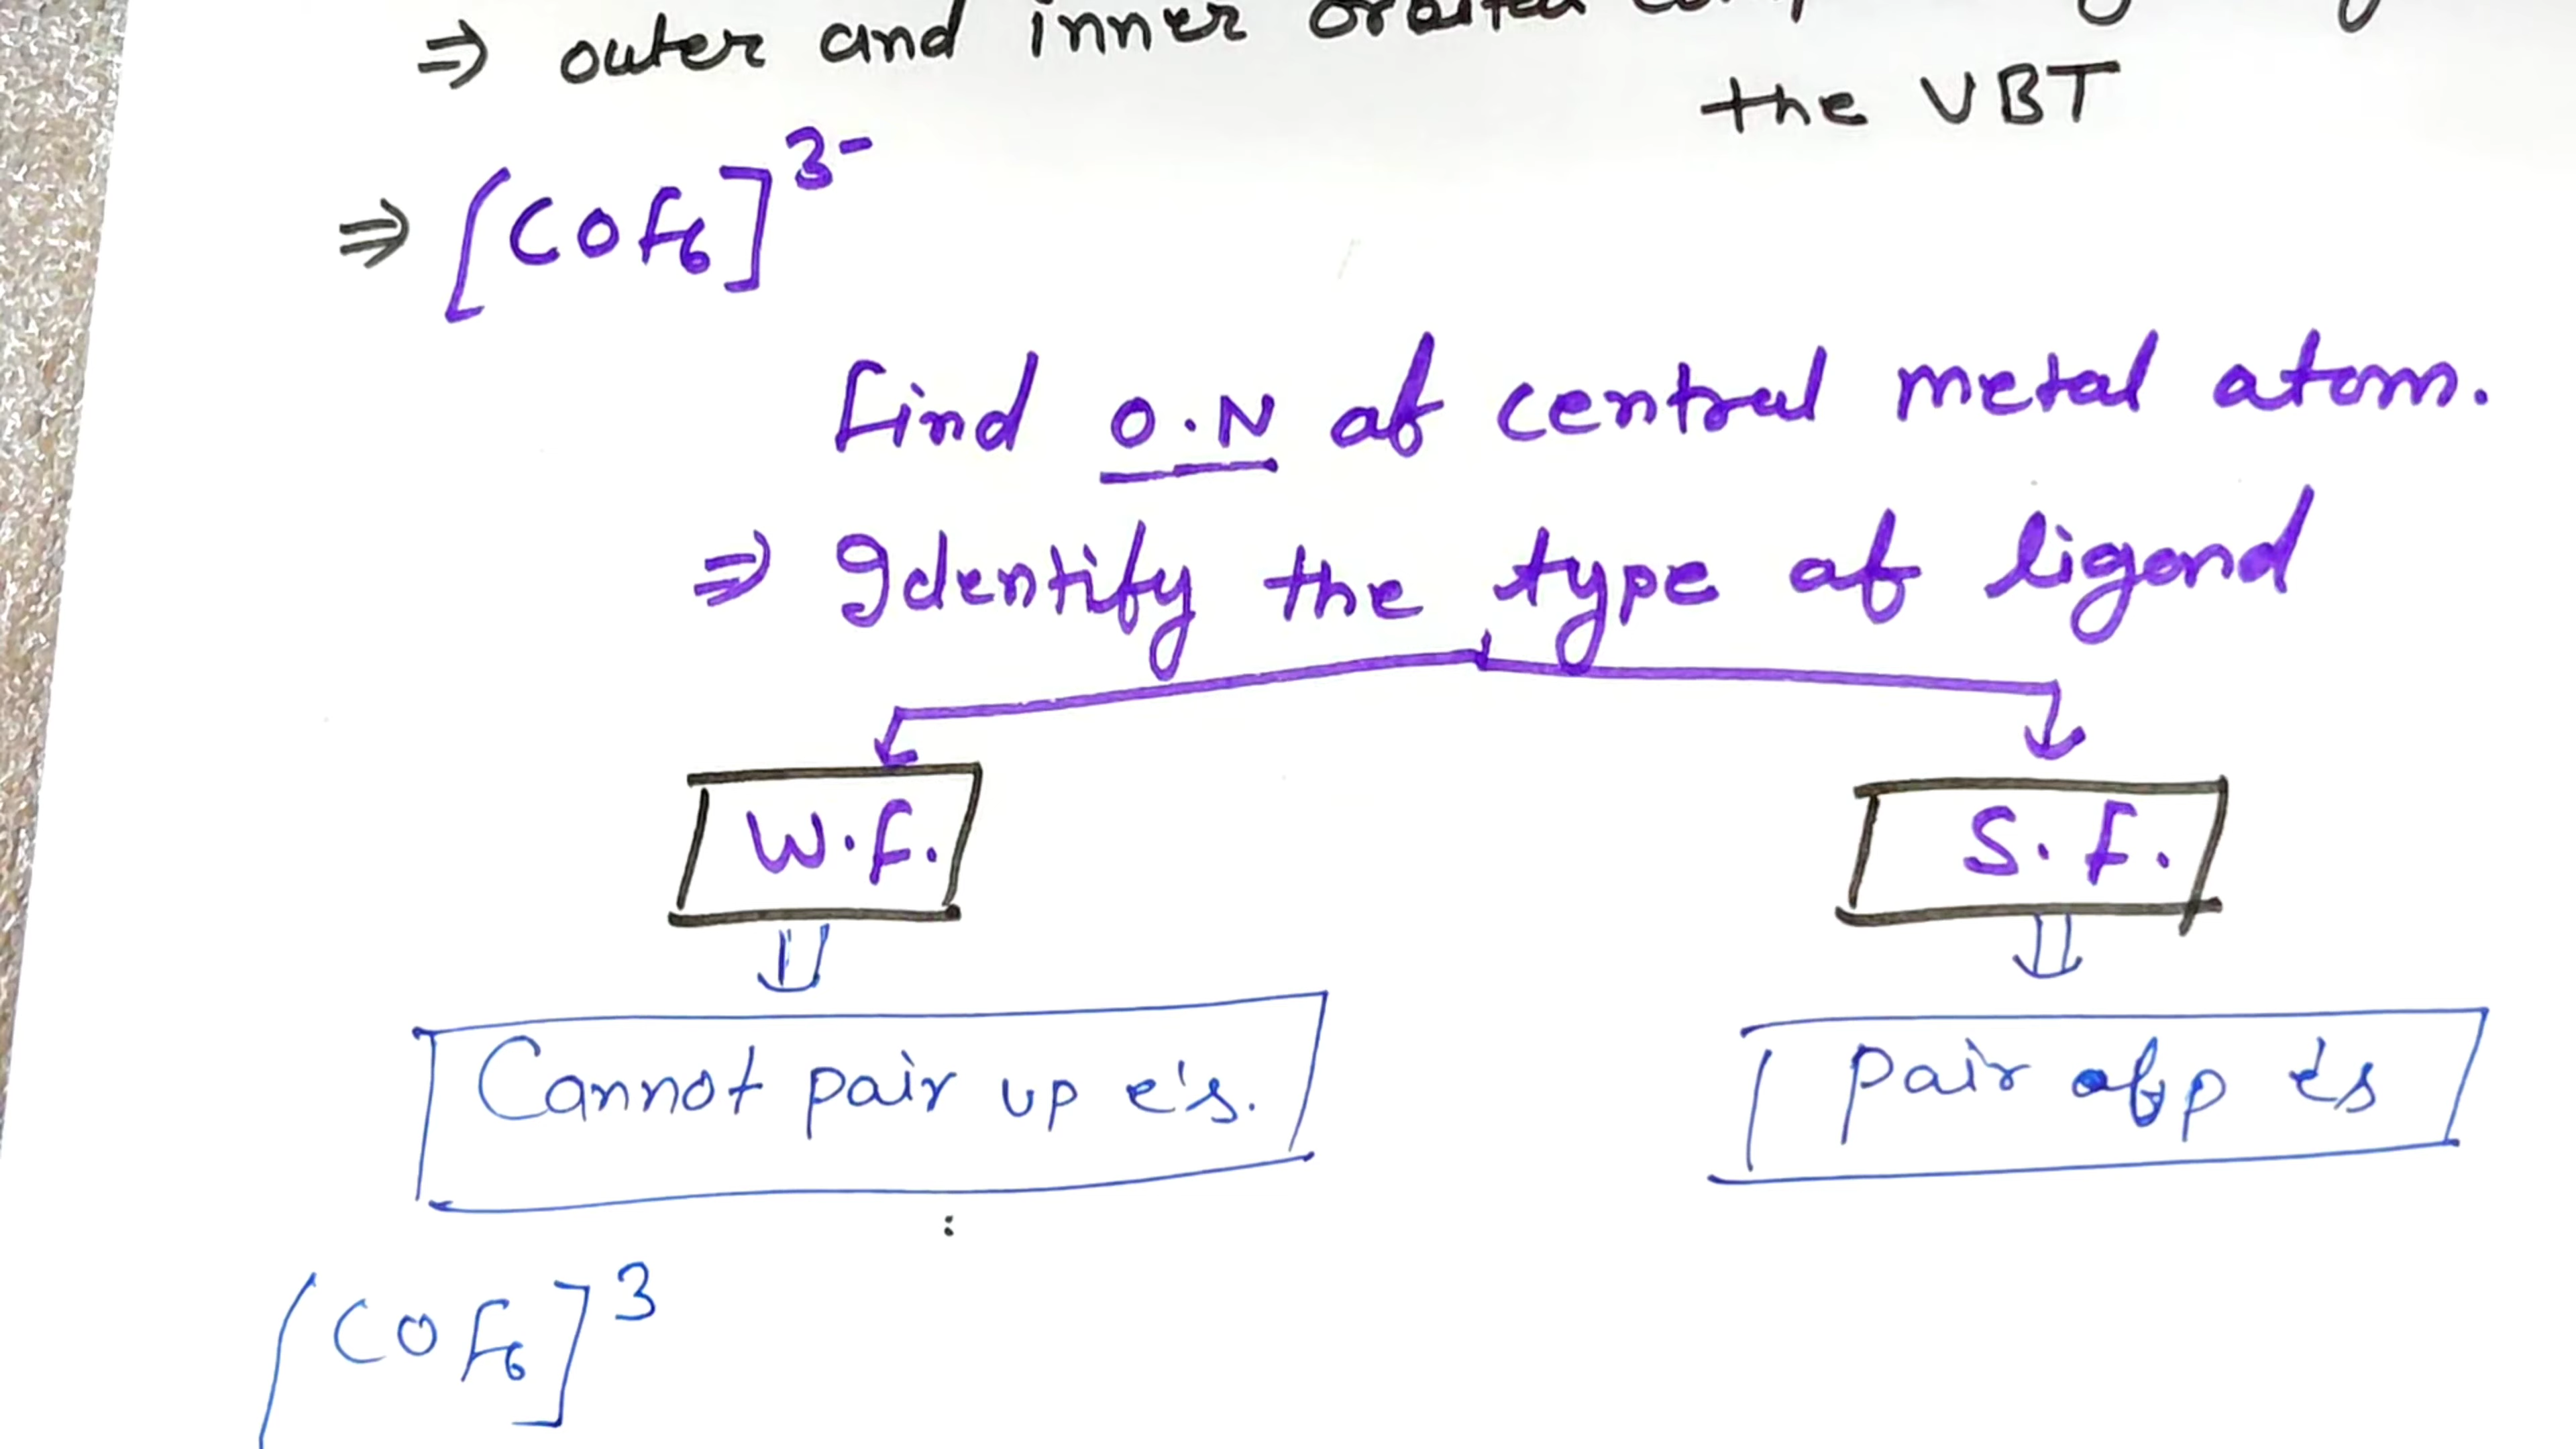 ⇒ outer and inner
the VBT
⇒ [COF6]3-
Find O.N of central metal atom.
⇒ Identify the type of ligand
W.F. S.F.
Cannot pair up e's. pair up e's
[COF6]3